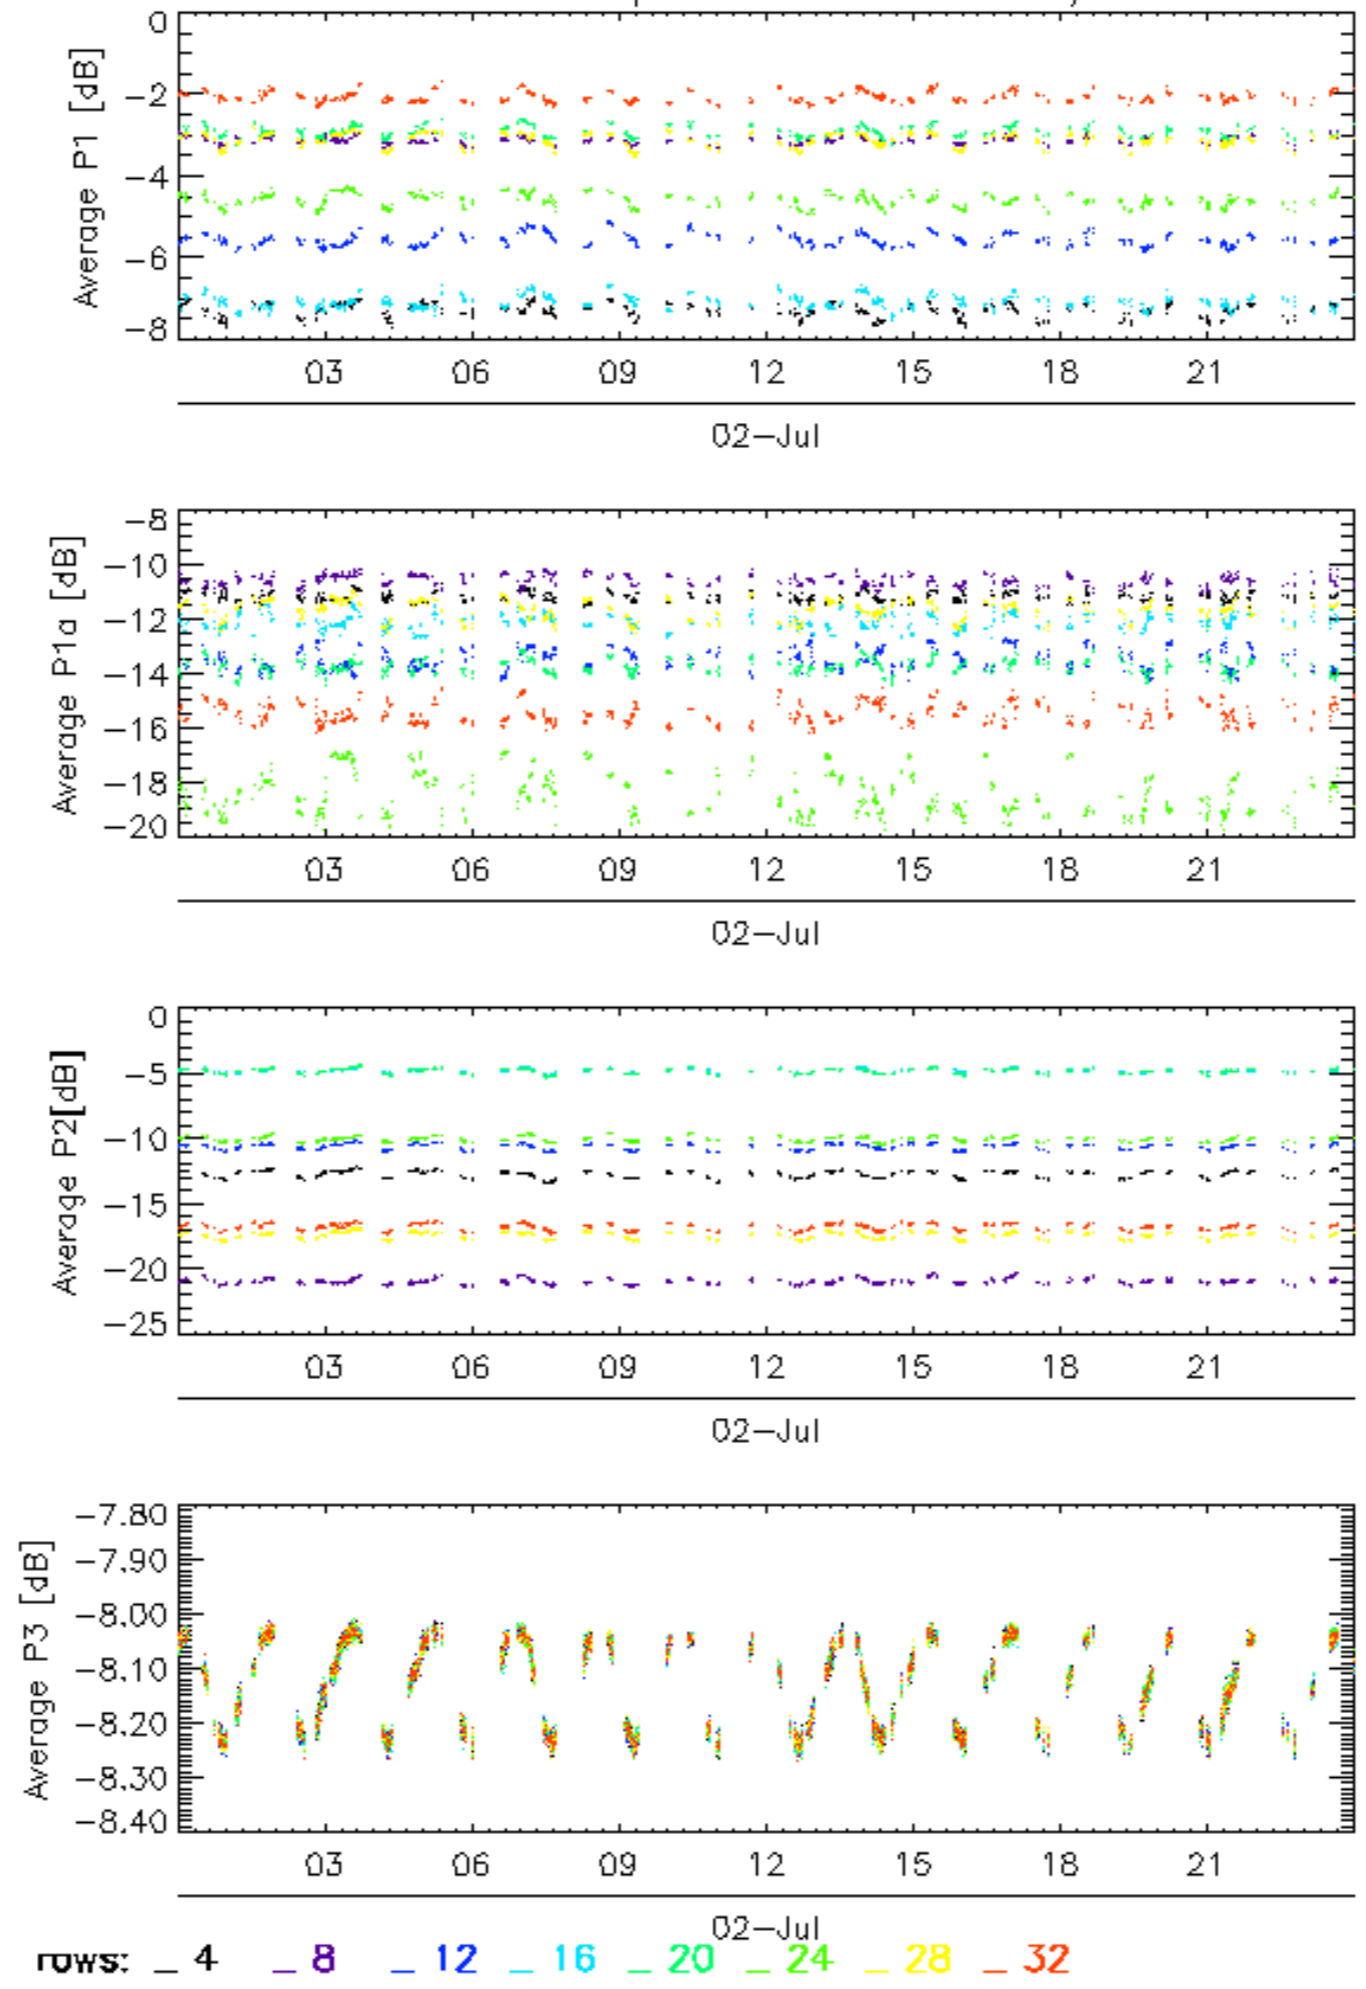 Average P1 [dB]
0
−2
−4
−6
−8
03 06 09 12 15 18 21
02−Jul
Average P1a [dB]
−8
−10
−12
−14
−16
−18
−20
03 06 09 12 15 18 21
02−Jul
Average P2[dB]
0
−5
−10
−15
−20
−25
03 06 09 12 15 18 21
02−Jul
Average P3 [dB]
−7.80
−7.90
−8.00
−8.10
−8.20
−8.30
−8.40
03 06 09 12 15 18 21
02−Jul
rows: _ 4 _ 8 _ 12 _ 16 _ 20 _ 24 _ 28 _ 32